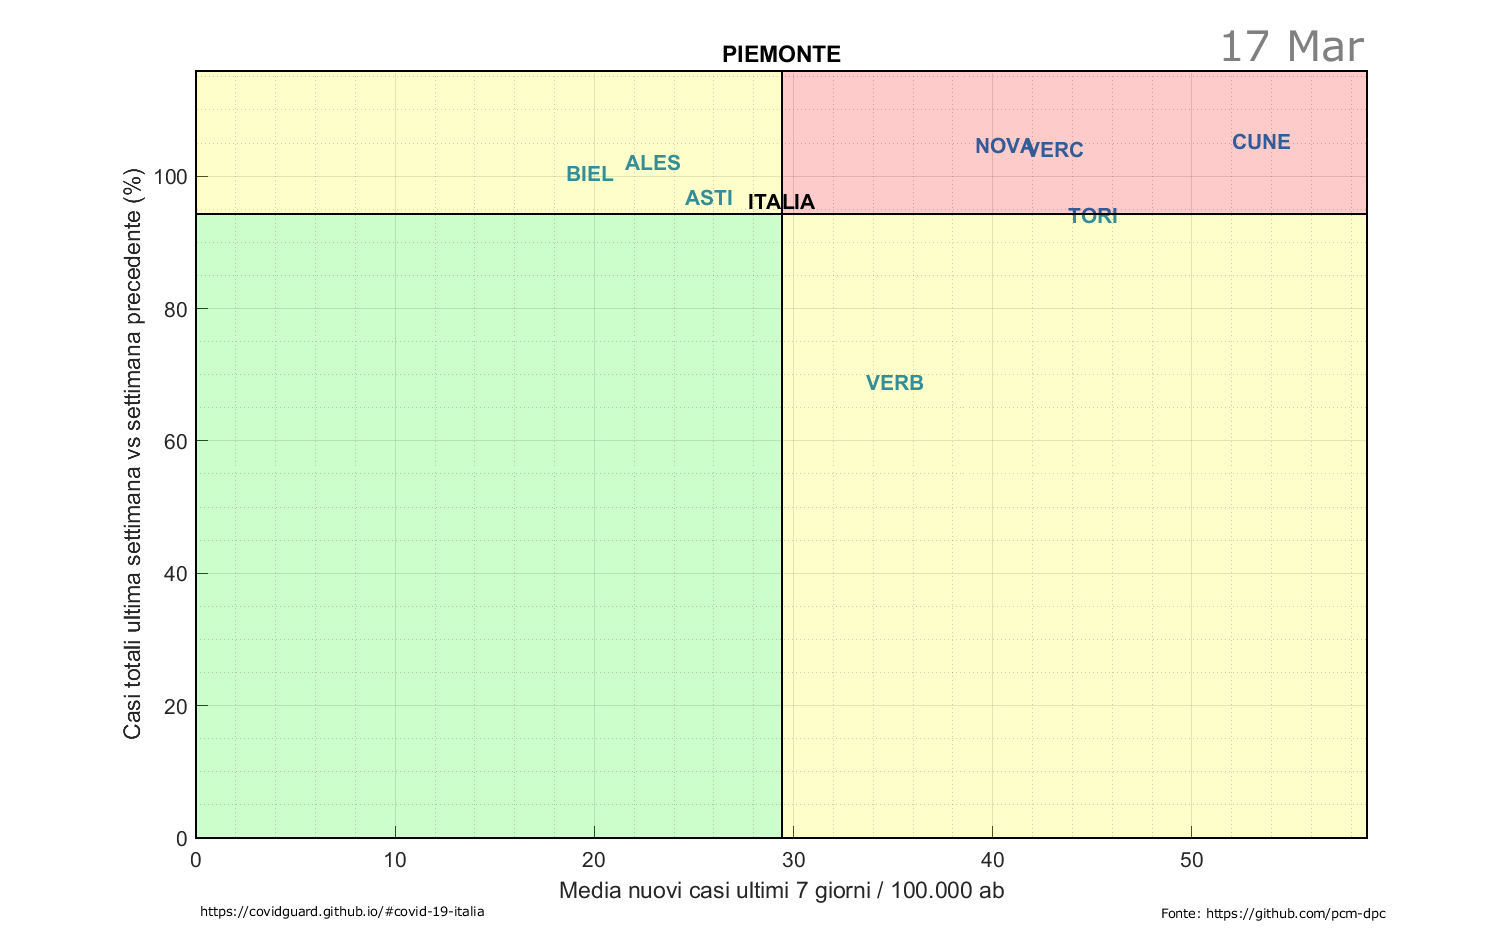 17 Mar
PIEMONTE
Casi totali ultima settimana vs settimana precedente (%)
100
80
60
40
20
0
CUNE
NOVA
VERC
ALES
BIEL
ASTI
ITALIA
TORI
VERB
0 10 20 30 40 50
Media nuovi casi ultimi 7 giorni / 100.000 ab
https://covidguard.github.io/#covid-19-italia
Fonte: https://github.com/pcm-dpc